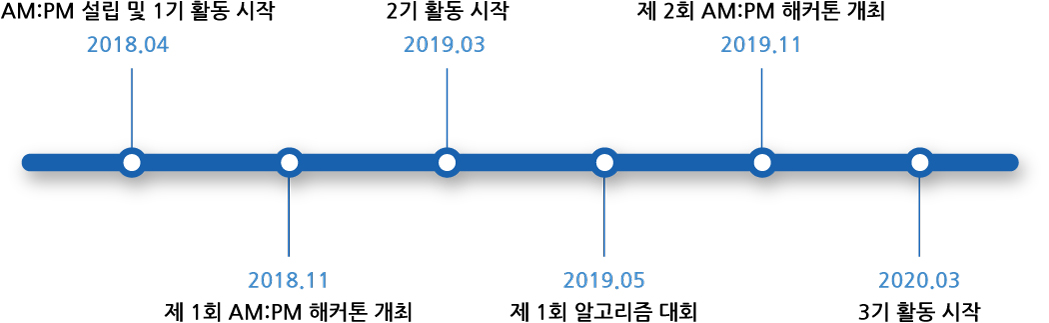 AM:PM 설립 및 1기 활동 시작
2018.04
2기 활동 시작
2019.03
제 2회 AM:PM 해커톤 개최
2019.11
2018.11
제 1회 AM:PM 해커톤 개최
2019.05
제 1회 알고리즘 대회
2020.03
3기 활동 시작